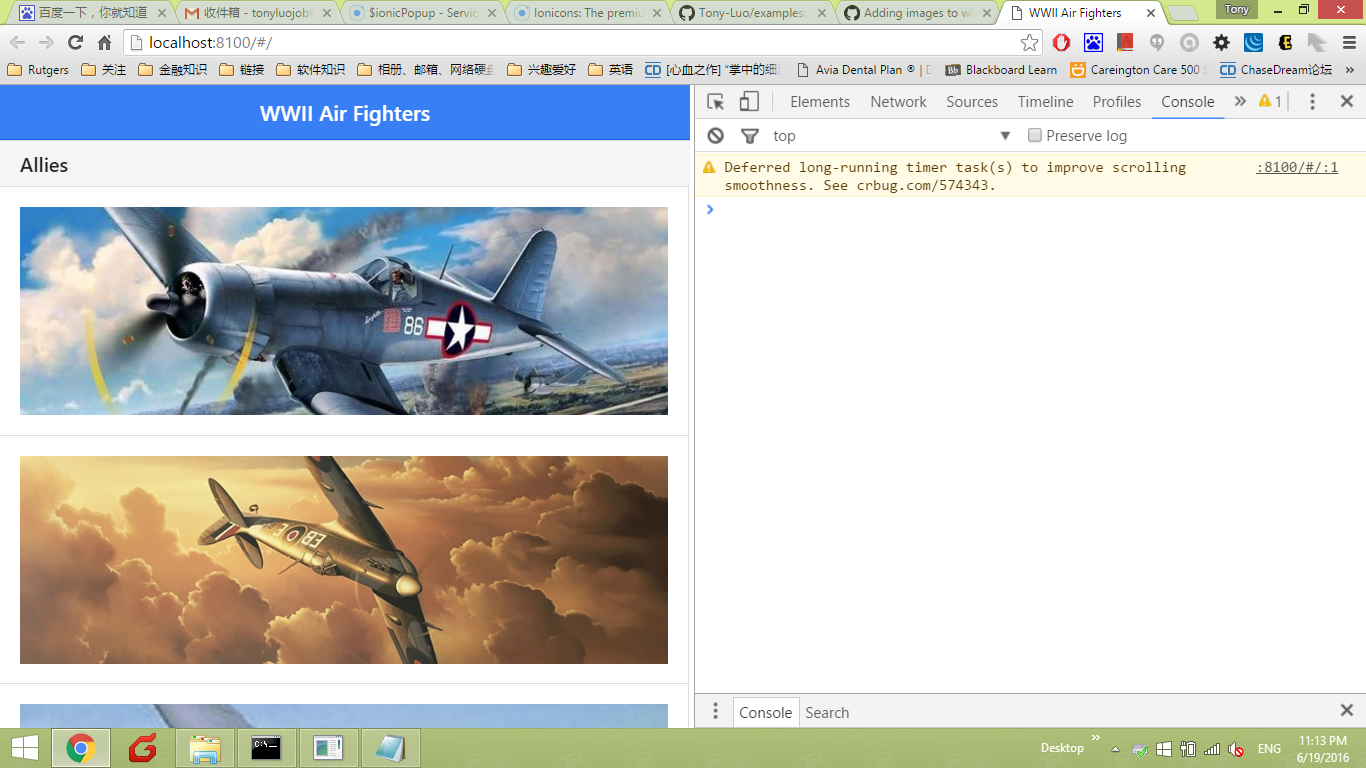 百度一下，你就知道
收件箱 - tonyluojob@
$ionicPopup - Servic
Ionicons: The premiu
Tony-Luo/examples:
Adding images to wi
WWII Air Fighters
Tony
localhost:8100/#/
Rutgers
关注
金融知识
链接
软件知识
相册、邮箱、网络硬盘
兴趣爱好
英语
[心血之作] "掌中的细
Avia Dental Plan ® | D
Blackboard Learn
Careington Care 500 S
ChaseDream论坛
WWII Air Fighters
Allies
86
EB
E
Elements
Network
Sources
Timeline
Profiles
Console
1
top
Preserve log
Deferred long-running timer task(s) to improve scrolling
smoothness. See crbug.com/574343.
:8100/#/:1
Console
Search
Desktop
ENG
11:13 PM
6/19/2016